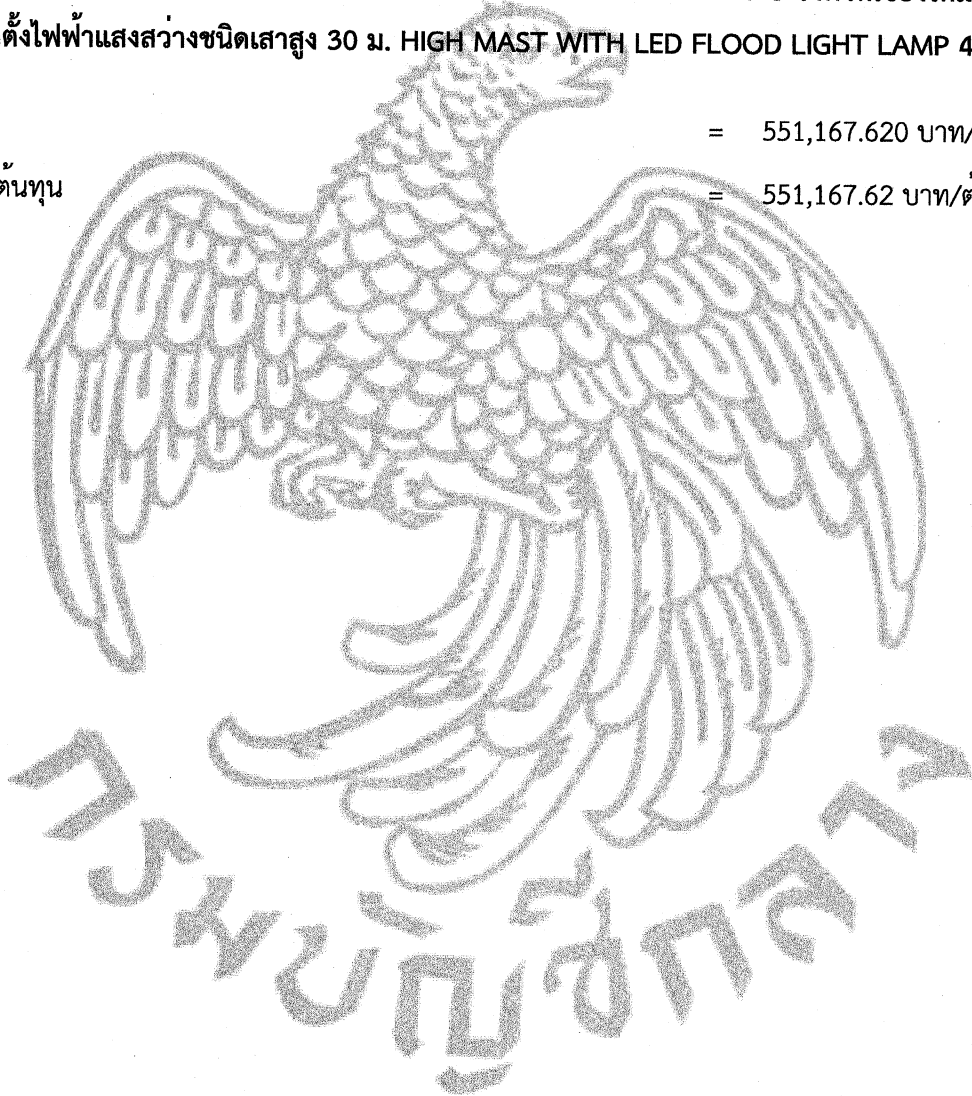 ตั้งไฟฟ้าแสงสว่างชนิดเสาสูง 30 ม. HIGH MAST WITH LED FLOOD LIGHT LAMP 4
= 551,167.620 บาท/
ต้นทุน = 551,167.62 บาท/ต้
กรมบัญชีกลาง